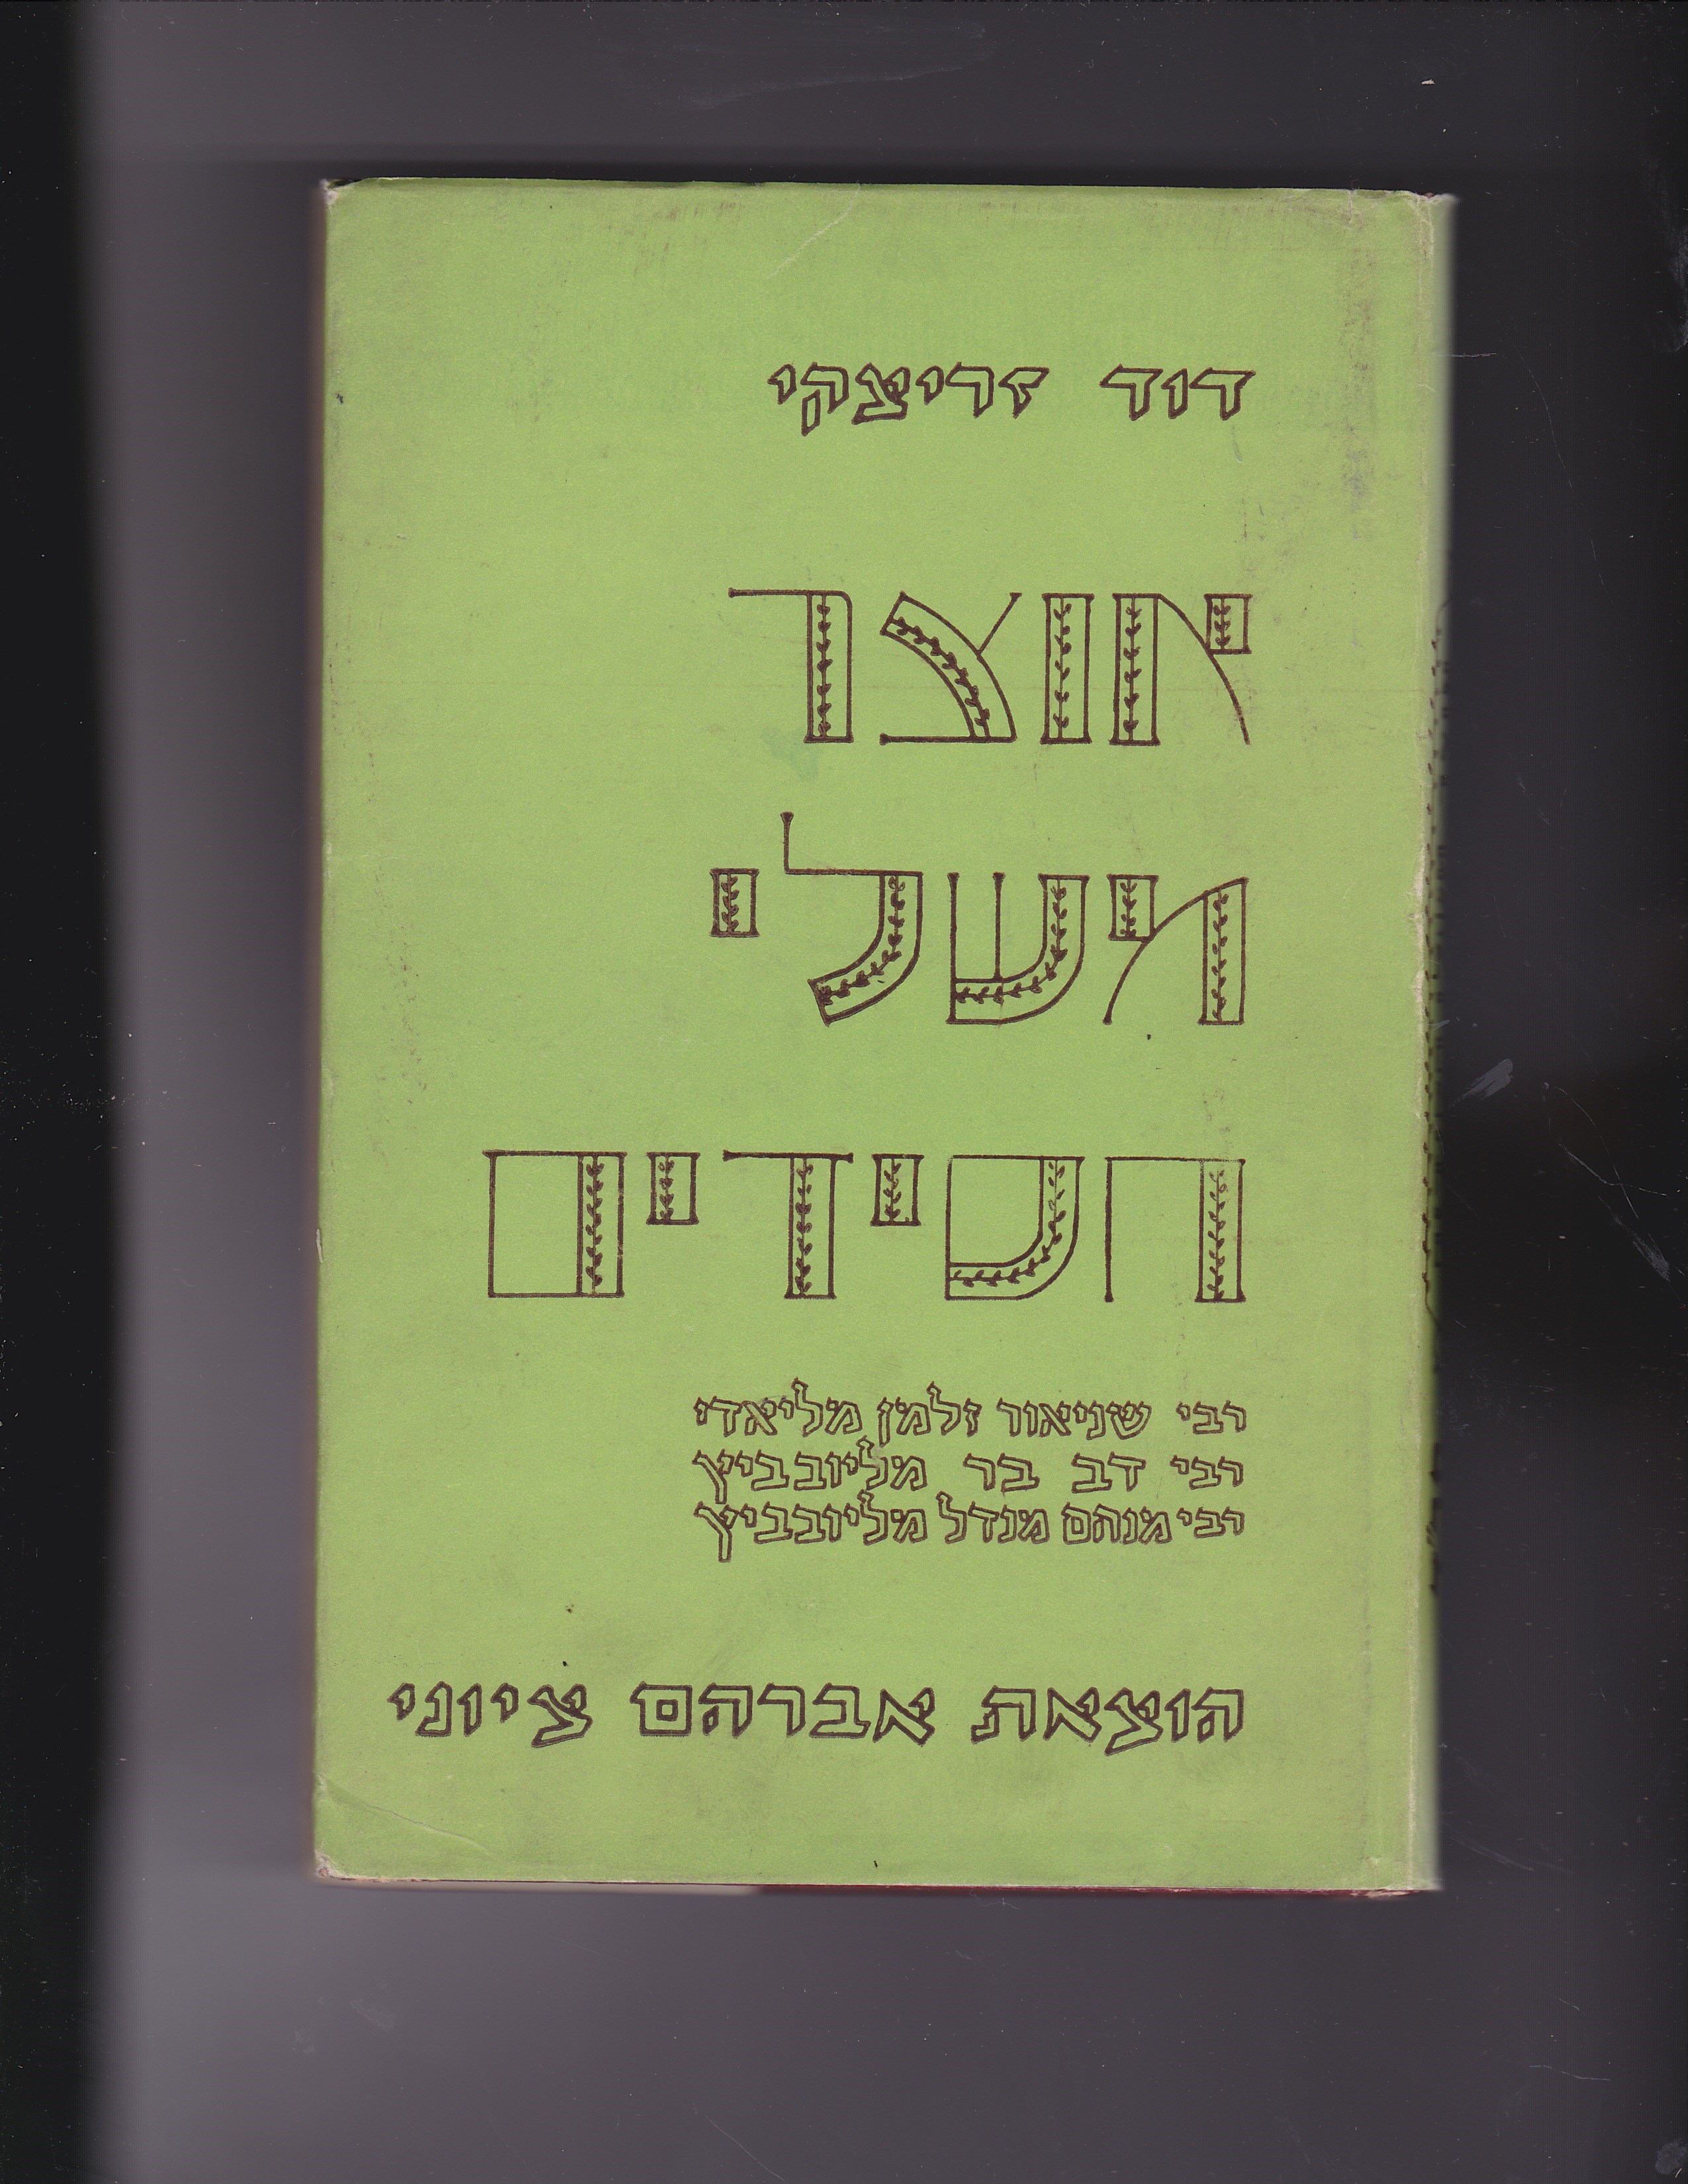 דוד זריצקי
אוצר
משלי
חסידים
רבי שניאור זלמן מליאדי
רבי דב בר מליובביץ
רבי מנחם מנדל מליובביץ
הוצאת אברהם ציוני